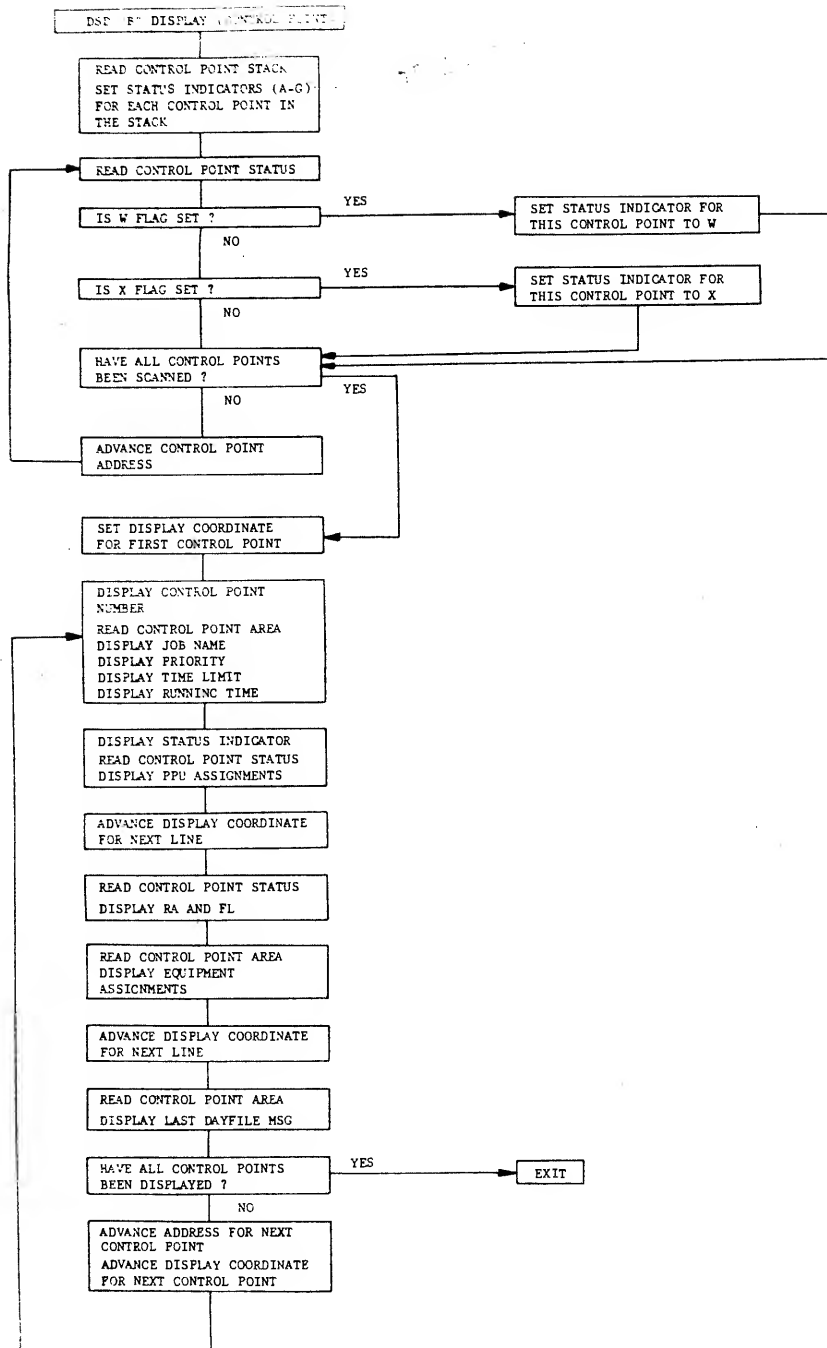 DSD "B" DISPLAY (CONTROL POINT)
READ CONTROL POINT STACK
SET STATUS INDICATORS (A-G)
FOR EACH CONTROL POINT IN
THE STACK
READ CONTROL POINT STATUS
IS W FLAG SET ?
YES
SET STATUS INDICATOR FOR
THIS CONTROL POINT TO W
NO
IS X FLAG SET ?
YES
SET STATUS INDICATOR FOR
THIS CONTROL POINT TO X
NO
HAVE ALL CONTROL POINTS
BEEN SCANNED ?
YES
NO
ADVANCE CONTROL POINT
ADDRESS
SET DISPLAY COORDINATE
FOR FIRST CONTROL POINT
DISPLAY CONTROL POINT
NUMBER
READ CONTROL POINT AREA
DISPLAY JOB NAME
DISPLAY PRIORITY
DISPLAY TIME LIMIT
DISPLAY RUNNING TIME
DISPLAY STATUS INDICATOR
READ CONTROL POINT STATUS
DISPLAY PPU ASSIGNMENTS
ADVANCE DISPLAY COORDINATE
FOR NEXT LINE
READ CONTROL POINT STATUS
DISPLAY RA AND FL
READ CONTROL POINT AREA
DISPLAY EQUIPMENT
ASSIGNMENTS
ADVANCE DISPLAY COORDINATE
FOR NEXT LINE
READ CONTROL POINT AREA
DISPLAY LAST DAYFILE MSG
HAVE ALL CONTROL POINTS
BEEN DISPLAYED ?
YES
EXIT
NO
ADVANCE ADDRESS FOR NEXT
CONTROL POINT
ADVANCE DISPLAY COORDINATE
FOR NEXT CONTROL POINT